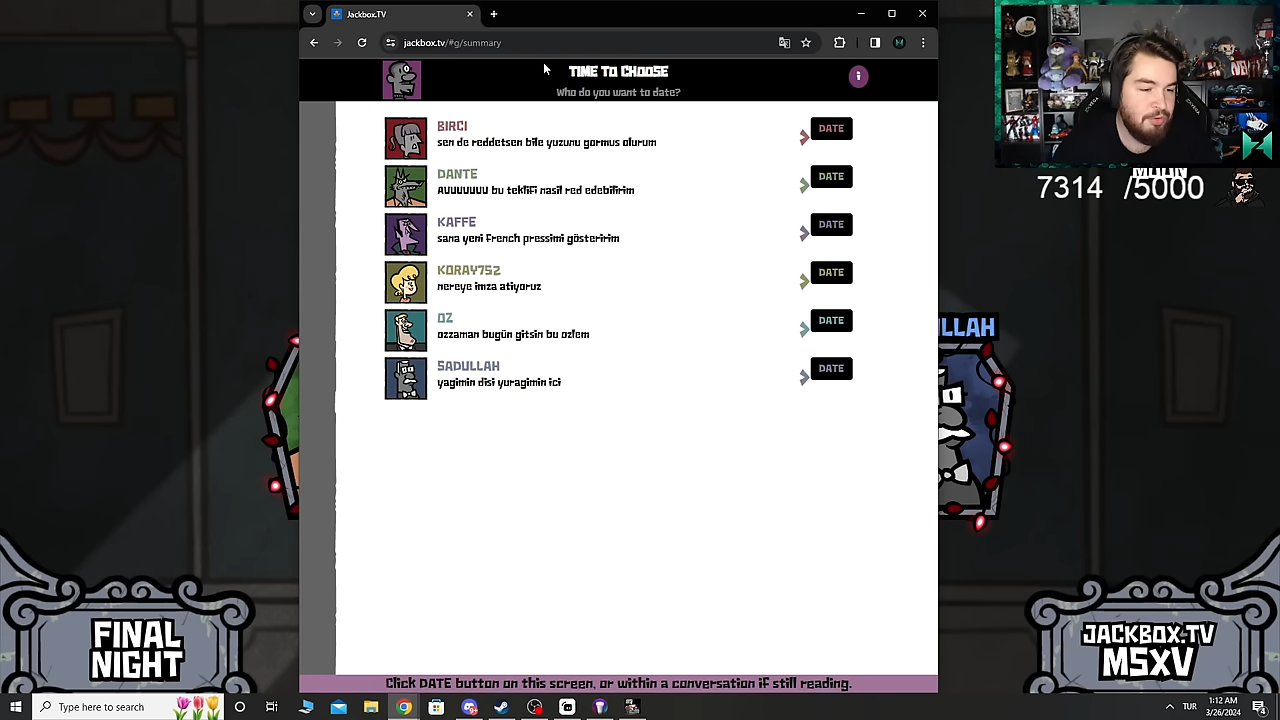 Jackbox.TV
jackbox.tv/#g/summary
TIME TO CHOOSE
Who do you want to date?
BIRCI
sen de reddetsen bile yuzunu gormus olurum
DATE
DANTE
AUUUUUUU bu teklifi nasil red edebilirim
DATE
KAFFE
sana yeni french pressimi gösteririm
DATE
KORAY752
nereye imza atiyoruz
DATE
OZ
ozzaman bugün gitsin bu ozlem
DATE
SADULLAH
yagimin disi yuragimin ici
DATE
Click DATE button on this screen, or within a conversation if still reading.
MOON
7314 /5000
LLAH
FINAL
NIGHT
JACKBOX.TV
MSXV
Type here to search
TUR
1:12 AM
3/26/2024